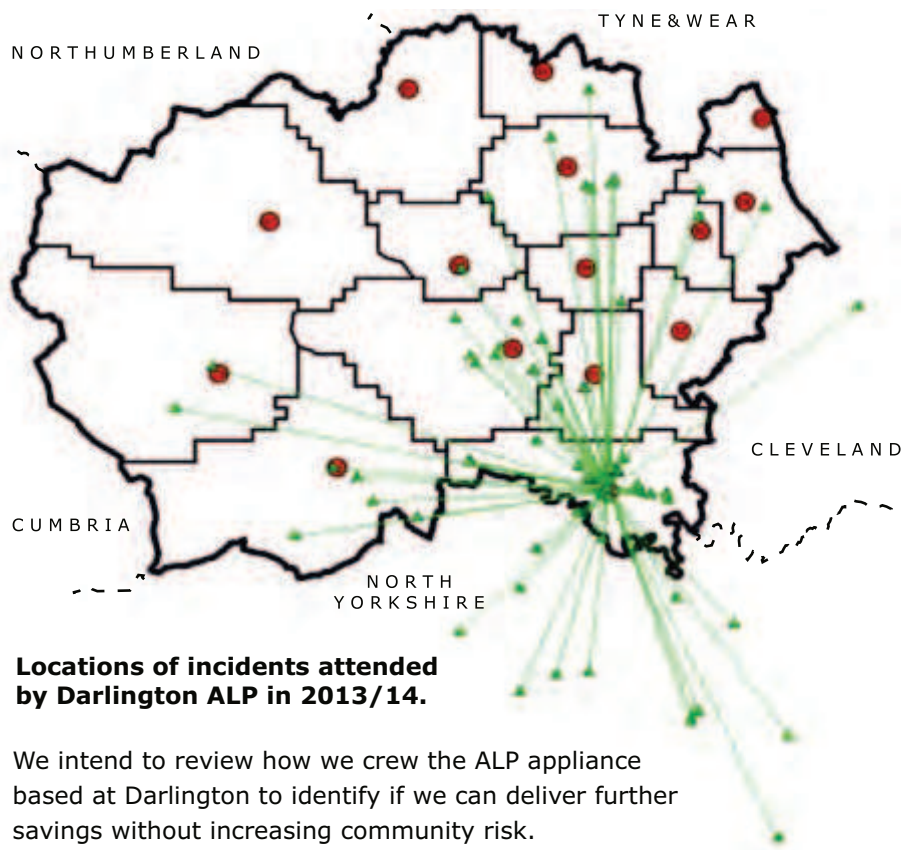 TYNE&WEAR
NORTHUMBERLAND
CLEVELAND
CUMBRIA
NORTH
YORKSHIRE
Locations of incidents attended
by Darlington ALP in 2013/14.
We intend to review how we crew the ALP appliance
based at Darlington to identify if we can deliver further
savings without increasing community risk.